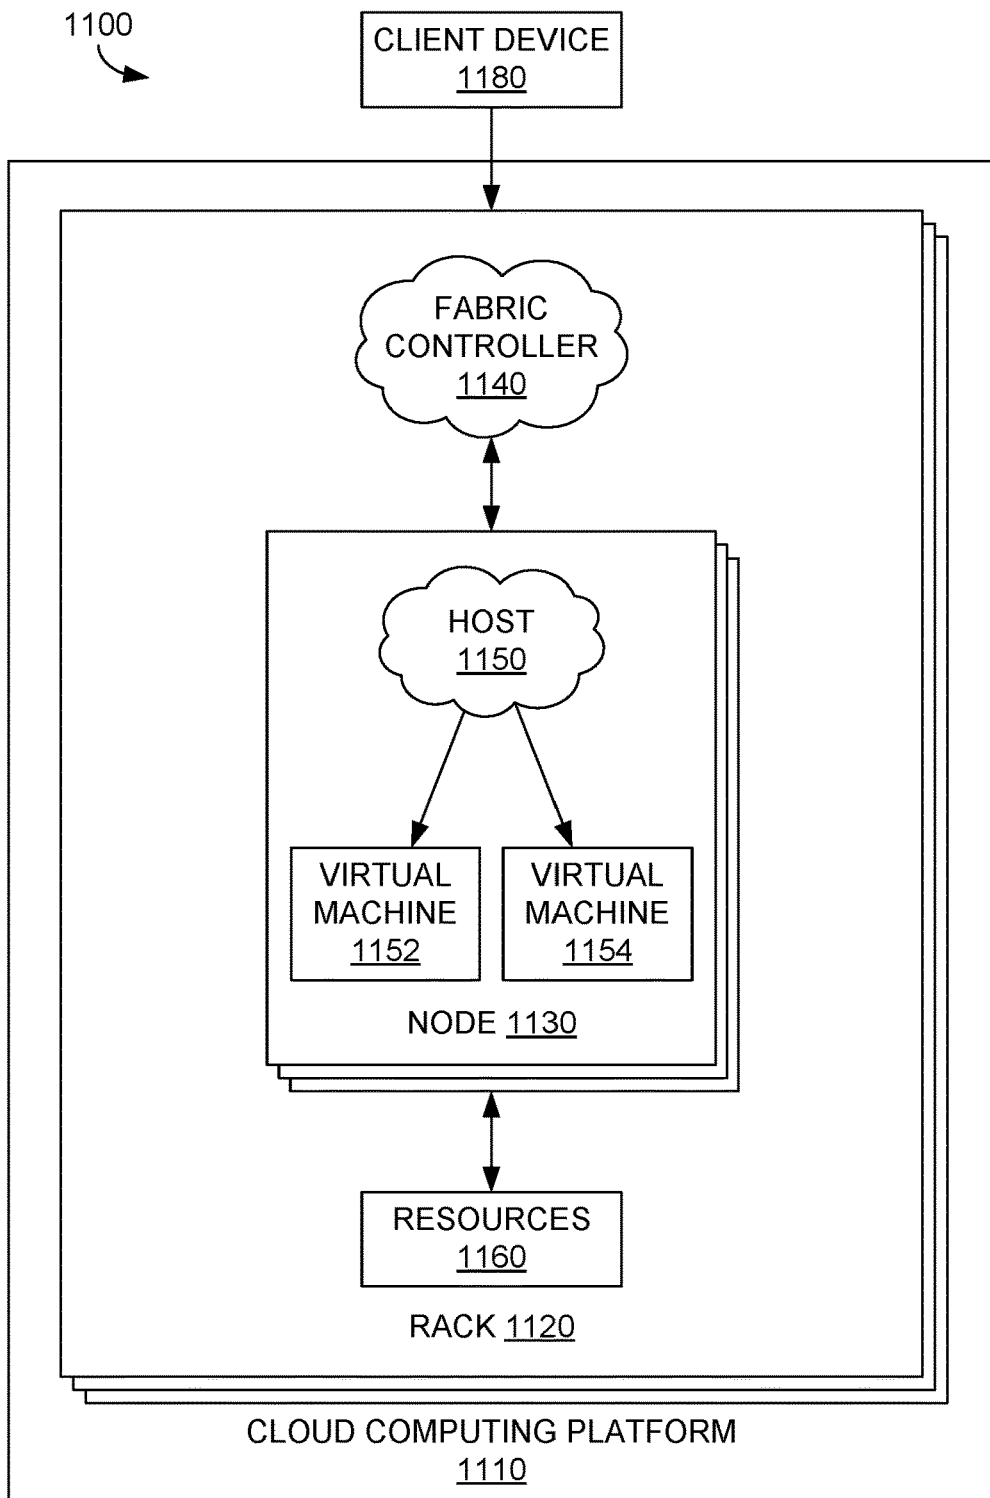 1100
CLIENT DEVICE
1180
FABRIC
CONTROLLER
1140
HOST
1150
VIRTUAL
MACHINE
1152
VIRTUAL
MACHINE
1154
NODE 1130
RESOURCES
1160
RACK 1120
CLOUD COMPUTING PLATFORM
1110